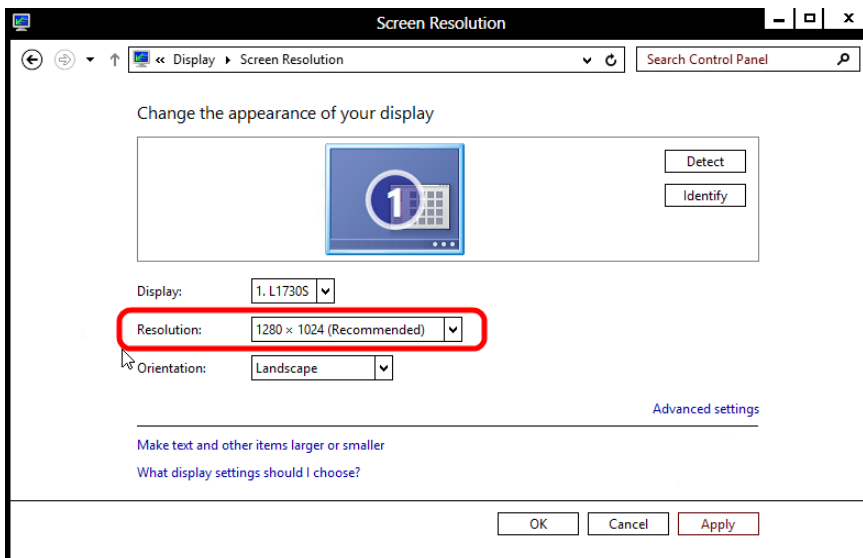 Screen Resolution
« Display ▸ Screen Resolution
Search Control Panel
Change the appearance of your display
1
Detect
Identify
Display: 1. L1730S
Resolution: 1280 × 1024 (Recommended)
Orientation: Landscape
Advanced settings
Make text and other items larger or smaller
What display settings should I choose?
OK Cancel Apply